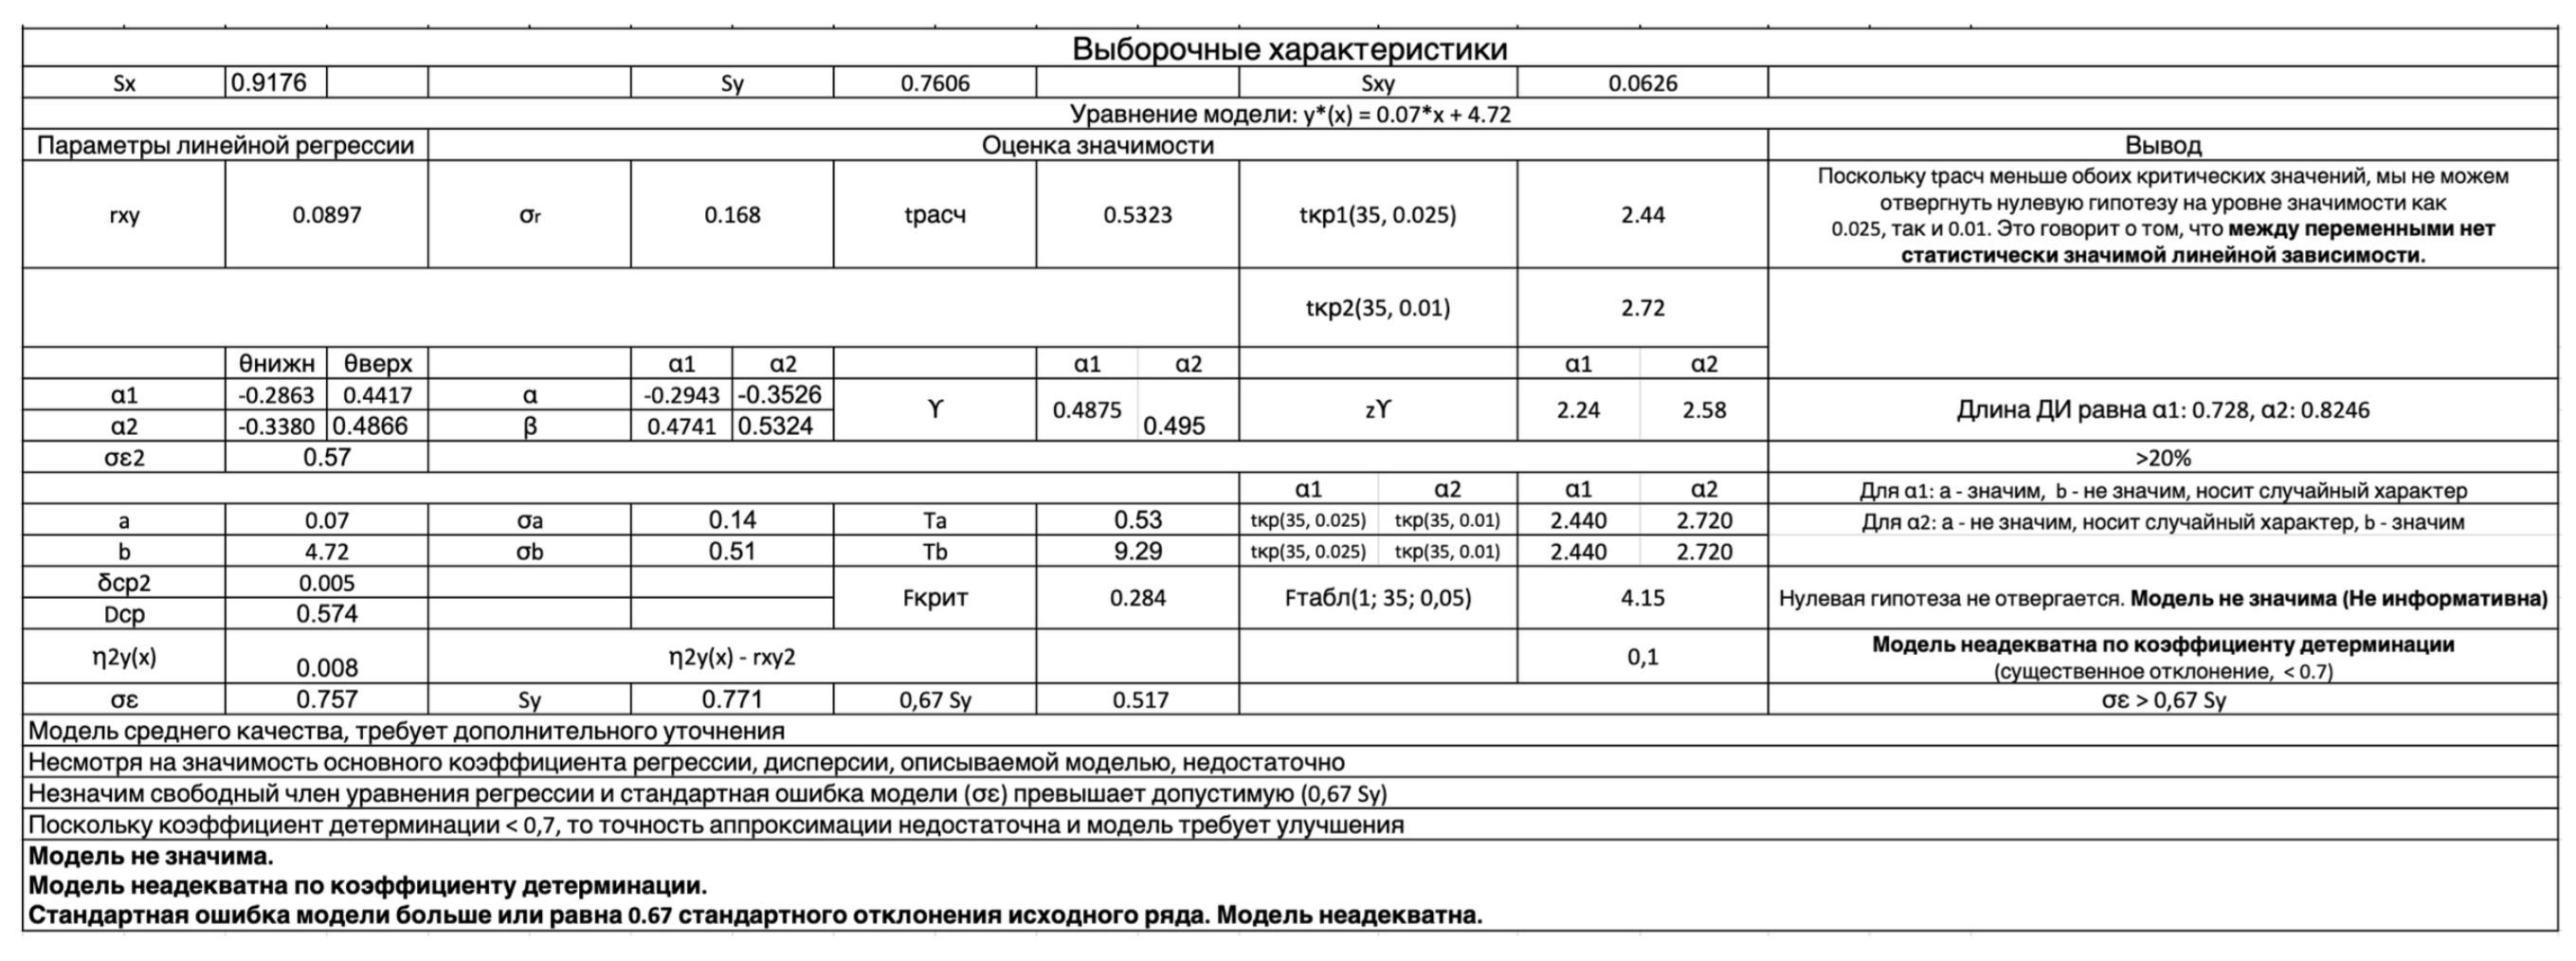 Выборочные характеристики
Sx 0.9176 Sy 0.7606 Sxy 0.0626
Уравнение модели: y*(x) = 0.07*x + 4.72
Параметры линейной регрессии Оценка значимости Вывод
rxy 0.0897 σr 0.168 tрасч 0.5323 tкр1(35, 0.025) 2.44
Поскольку tрасч меньше обоих критических значений, мы не можем
отвергнуть нулевую гипотезу на уровне значимости как
0.025, так и 0.01. Это говорит о том, что между переменными нет
статистически значимой линейной зависимости.
tкр2(35, 0.01) 2.72
θнижн θверх α1 α2 α1 α2 α1 α2
α1 -0.2863 0.4417 α -0.2943 -0.3526
ϒ 0.4875 0.495 zϒ 2.24 2.58 Длина ДИ равна α1: 0.728, α2: 0.8246
α2 -0.3380 0.4866 β 0.4741 0.5324
σε2 0.57 >20%
α1 α2 α1 α2 Для α1: a - значим, b - не значим, носит случайный характер
a 0.07 σa 0.14 Ta 0.53 tкр(35, 0.025) tкр(35, 0.01) 2.440 2.720 Для α2: a - не значим, носит случайный характер, b - значим
b 4.72 σb 0.51 Tb 9.29 tкр(35, 0.025) tкр(35, 0.01) 2.440 2.720
δср2 0.005
Fкрит 0.284 Fтабл(1; 35; 0,05) 4.15 Нулевая гипотеза не отвергается. Модель не значима (Не информативна)
Dср 0.574
η2y(x) 0.008 η2y(x) - rxy2 0,1
Модель неадекватна по коэффициенту детерминации
(существенное отклонение, < 0.7)
σε 0.757 Sy 0.771 0,67 Sy 0.517 σε > 0,67 Sy
Модель среднего качества, требует дополнительного уточнения
Несмотря на значимость основного коэффициента регрессии, дисперсии, описываемой моделью, недостаточно
Незначим свободный член уравнения регрессии и стандартная ошибка модели (σε) превышает допустимую (0,67 Sy)
Поскольку коэффициент детерминации < 0,7, то точность аппроксимации недостаточна и модель требует улучшения
Модель не значима.
Модель неадекватна по коэффициенту детерминации.
Стандартная ошибка модели больше или равна 0.67 стандартного отклонения исходного ряда. Модель неадекватна.